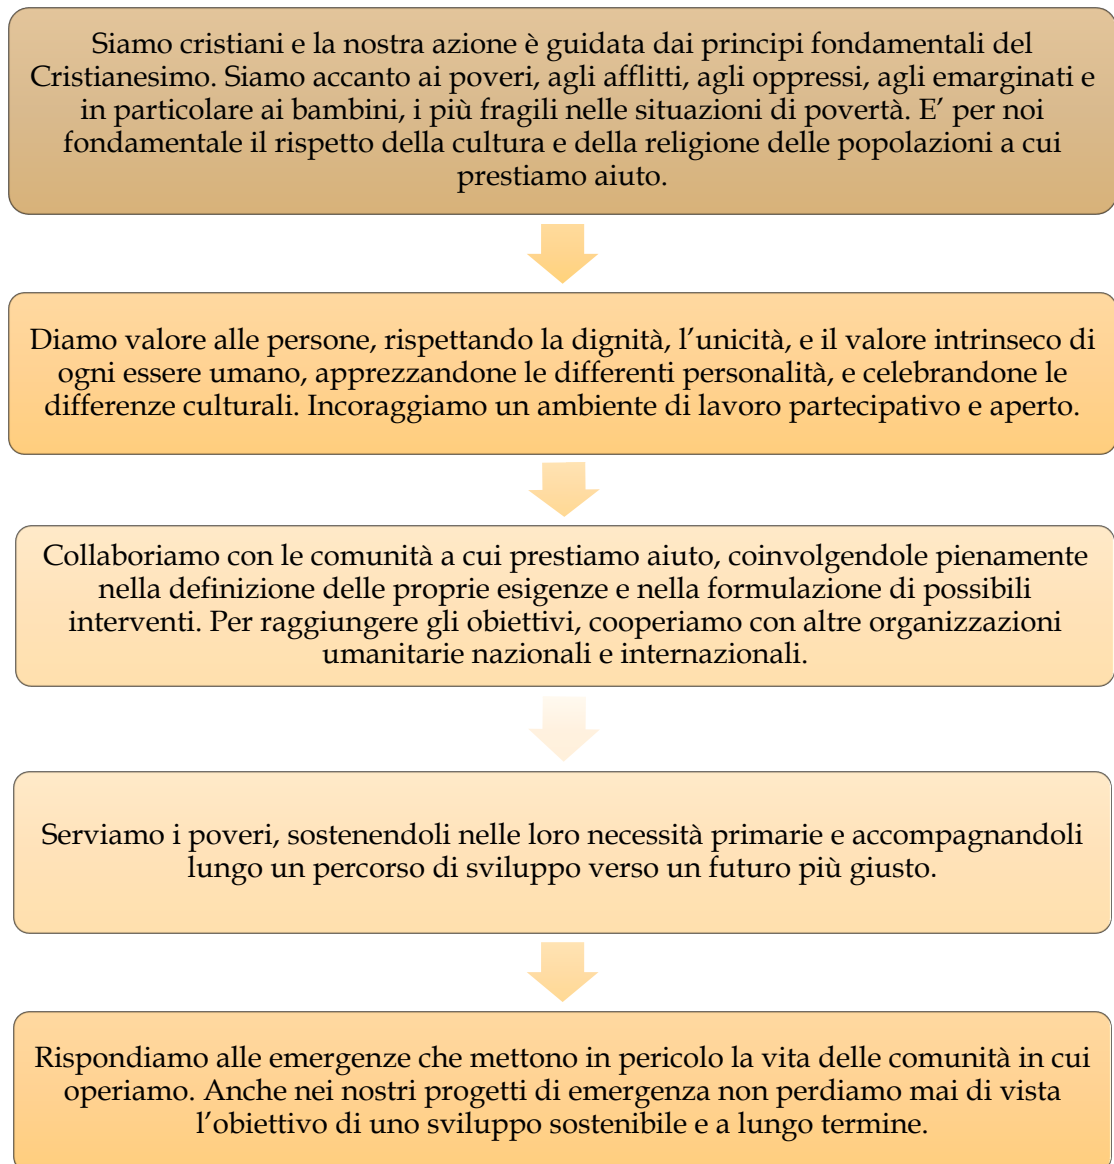 Siamo cristiani e la nostra azione è guidata dai principi fondamentali del
Cristianesimo. Siamo accanto ai poveri, agli afflitti, agli oppressi, agli emarginati e
in particolare ai bambini, i più fragili nelle situazioni di povertà. E’ per noi
fondamentale il rispetto della cultura e della religione delle popolazioni a cui
prestiamo aiuto.
Diamo valore alle persone, rispettando la dignità, l’unicità, e il valore intrinseco di
ogni essere umano, apprezzandone le differenti personalità, e celebrandone le
differenze culturali. Incoraggiamo un ambiente di lavoro partecipativo e aperto.
Collaboriamo con le comunità a cui prestiamo aiuto, coinvolgendole pienamente
nella definizione delle proprie esigenze e nella formulazione di possibili
interventi. Per raggiungere gli obiettivi, cooperiamo con altre organizzazioni
umanitarie nazionali e internazionali.
Serviamo i poveri, sostenendoli nelle loro necessità primarie e accompagnandoli
lungo un percorso di sviluppo verso un futuro più giusto.
Rispondiamo alle emergenze che mettono in pericolo la vita delle comunità in cui
operiamo. Anche nei nostri progetti di emergenza non perdiamo mai di vista
l’obiettivo di uno sviluppo sostenibile e a lungo termine.